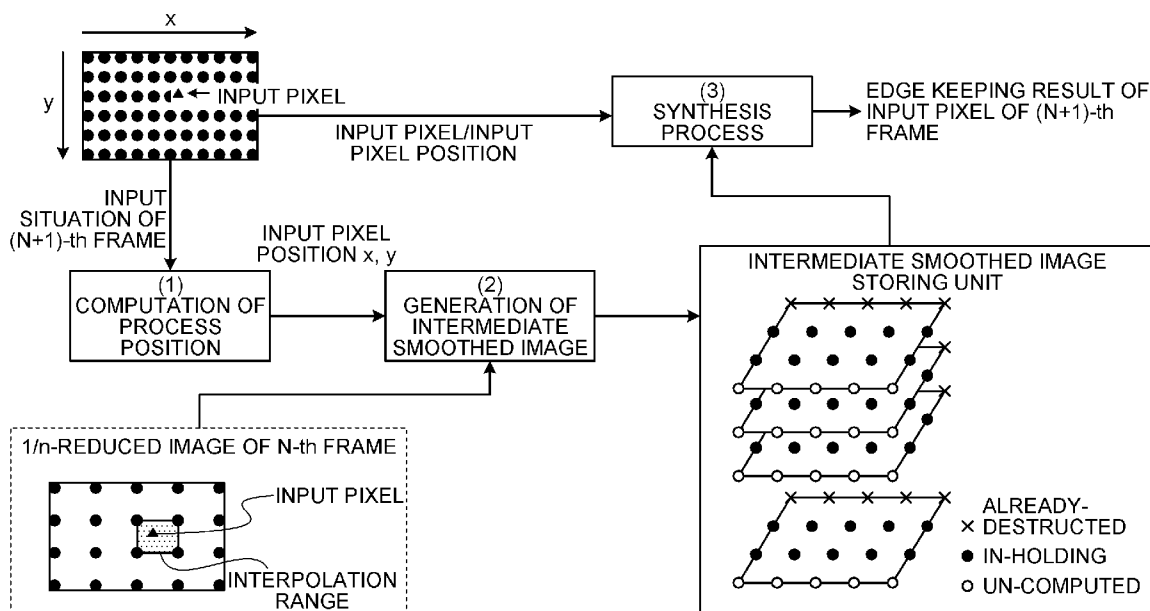 x
y
INPUT PIXEL
INPUT PIXEL/INPUT
PIXEL POSITION
(3)
SYNTHESIS
PROCESS
EDGE KEEPING RESULT OF
INPUT PIXEL OF (N+1)-th
FRAME
INPUT
SITUATION OF
(N+1)-th FRAME
INPUT PIXEL
POSITION x, y
(1)
COMPUTATION OF
PROCESS
POSITION
(2)
GENERATION OF
INTERMEDIATE
SMOOTHED IMAGE
INTERMEDIATE SMOOTHED IMAGE
STORING UNIT
1/n-REDUCED IMAGE OF N-th FRAME
INPUT PIXEL
INTERPOLATION
RANGE
ALREADY-
DESTRUCTED
IN-HOLDING
UN-COMPUTED